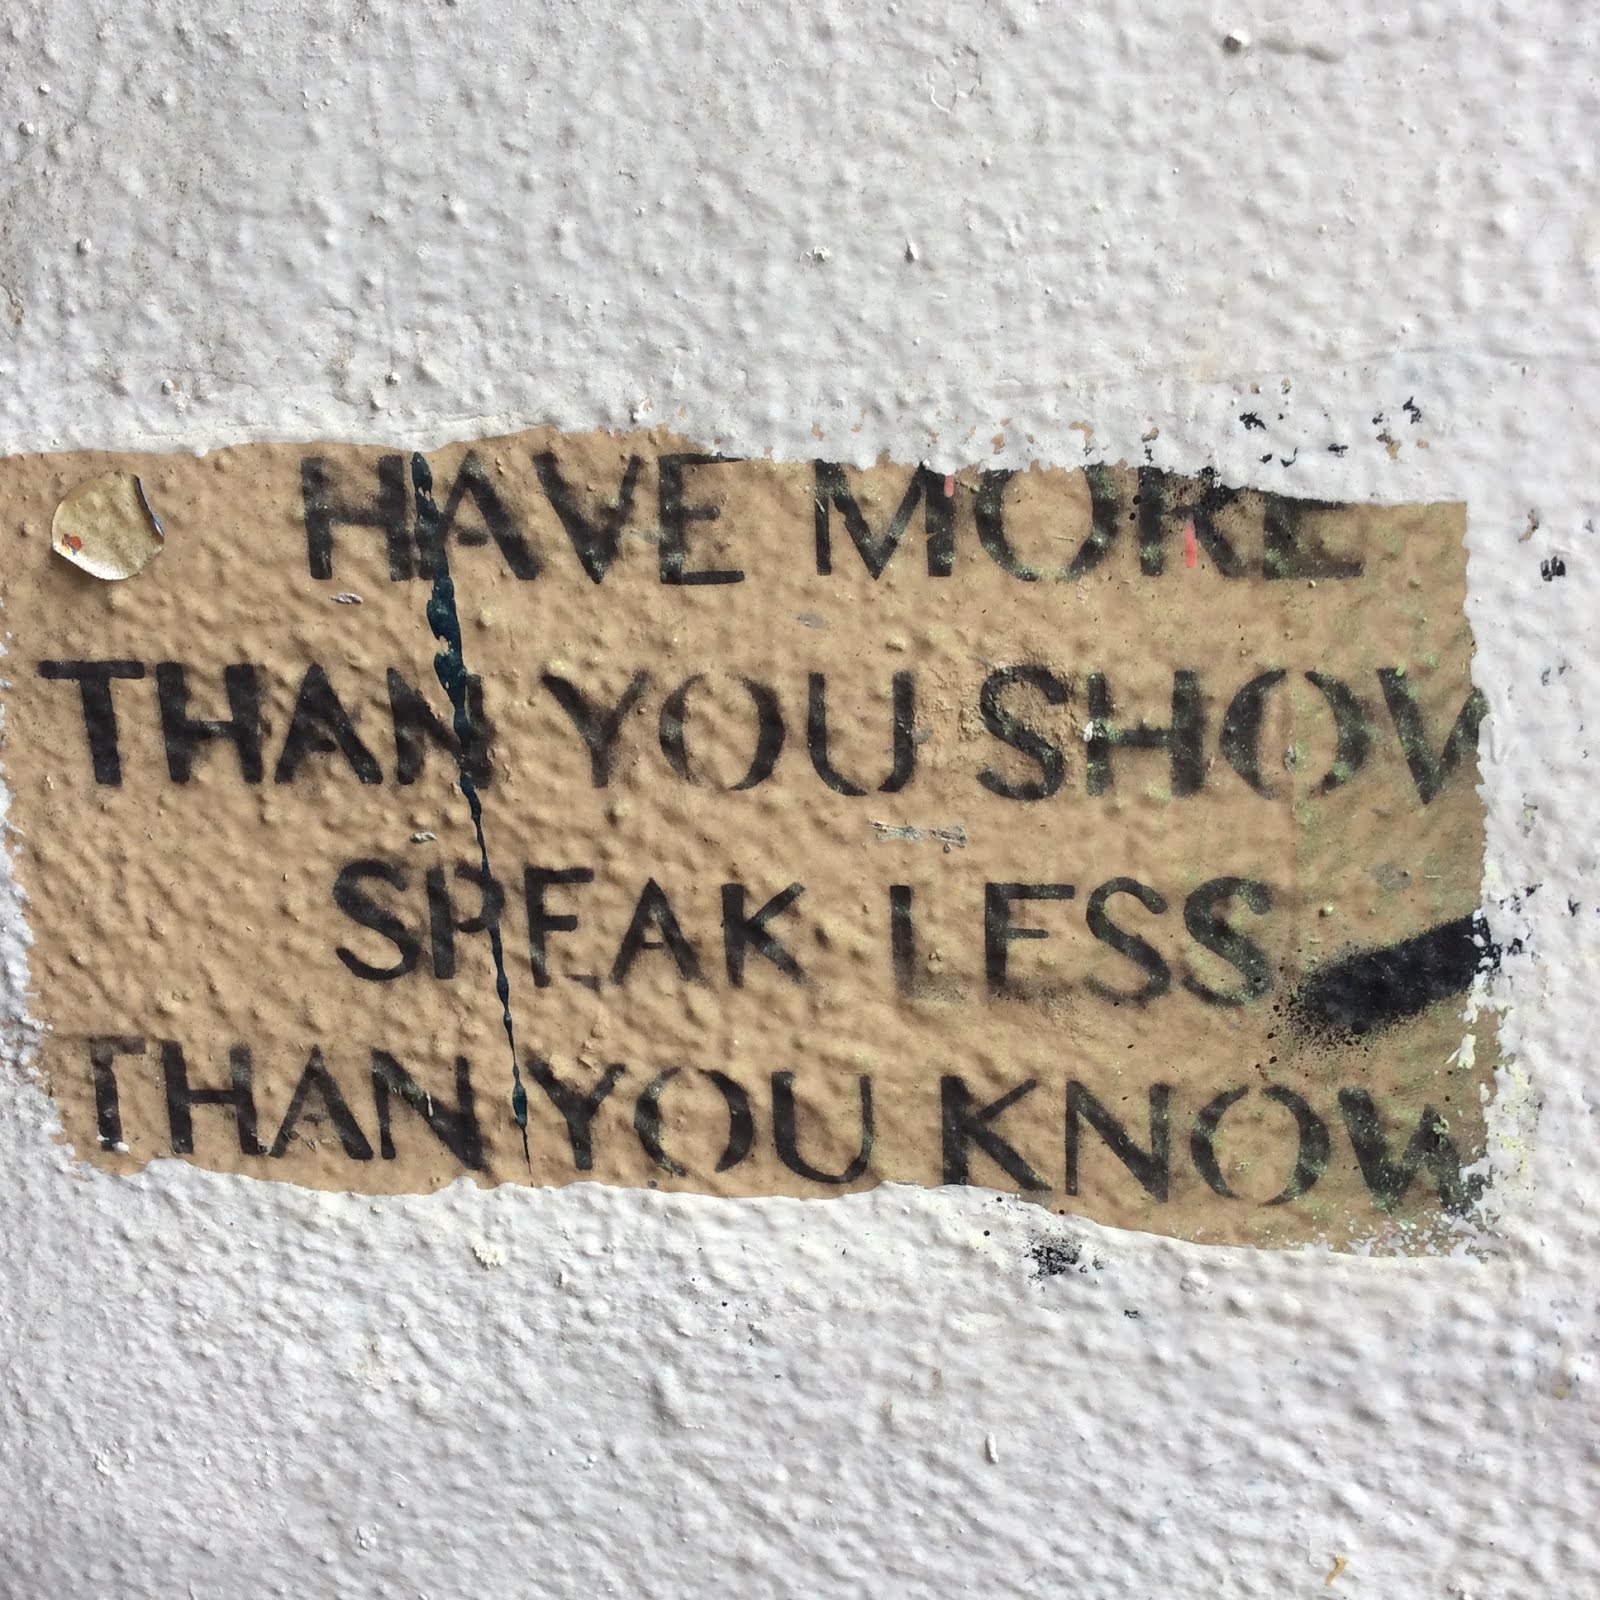 HAVE MORE
THAN YOU SHOW
SPEAK LESS
THAN YOU KNOW